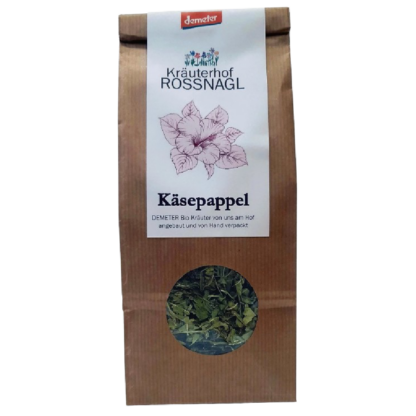 demeter
Kräuterhof
ROSSNAGL
Käsepappel
DEMETER Bio Kräuter von uns am Hof
angebaut und von Hand verpackt